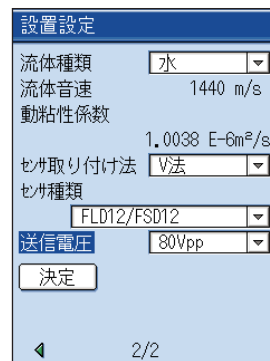 設置設定
流体種類 水
流体音速 1440 m/s
動粘性係数
1.0038 E-6m²/s
ｾﾝｻ取り付け法 V法
ｾﾝｻ種類
FLD12/FSD12
送信電圧 80Vpp
決定
2/2